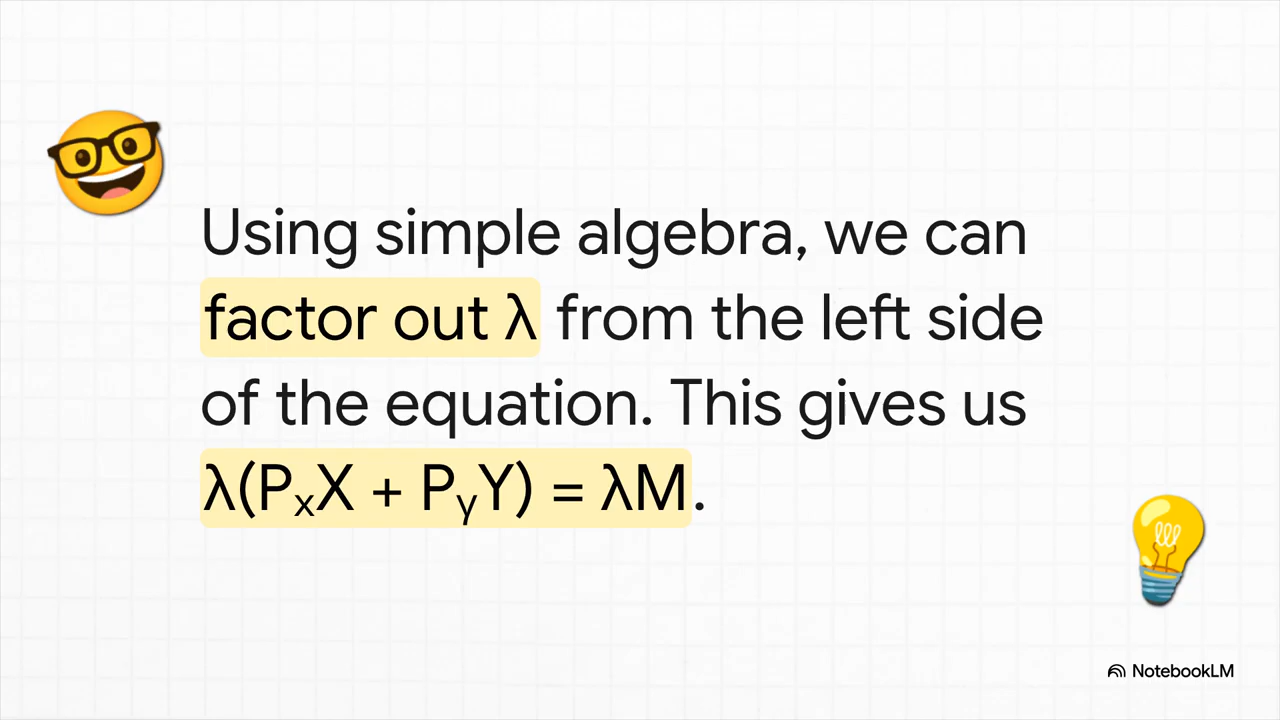 Using simple algebra, we can
factor out λ from the left side
of the equation. This gives us
λ(PₓX + PᵧY) = λM.
NotebookLM